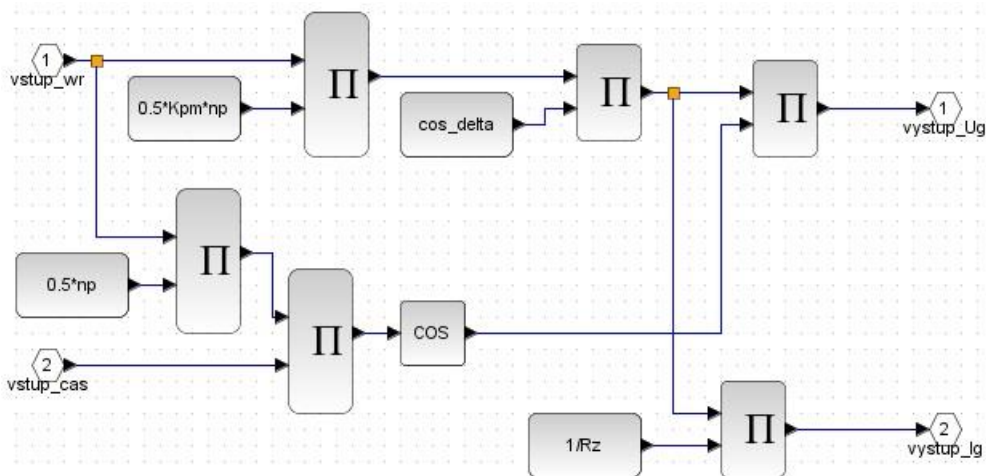 1
vstup_wr
0.5*Kpm*np
Π
cos_delta
Π
Π
1
vystup_Ug
0.5*np
Π
Π
COS
2
vstup_cas
1/Rz
Π
2
vystup_Ig